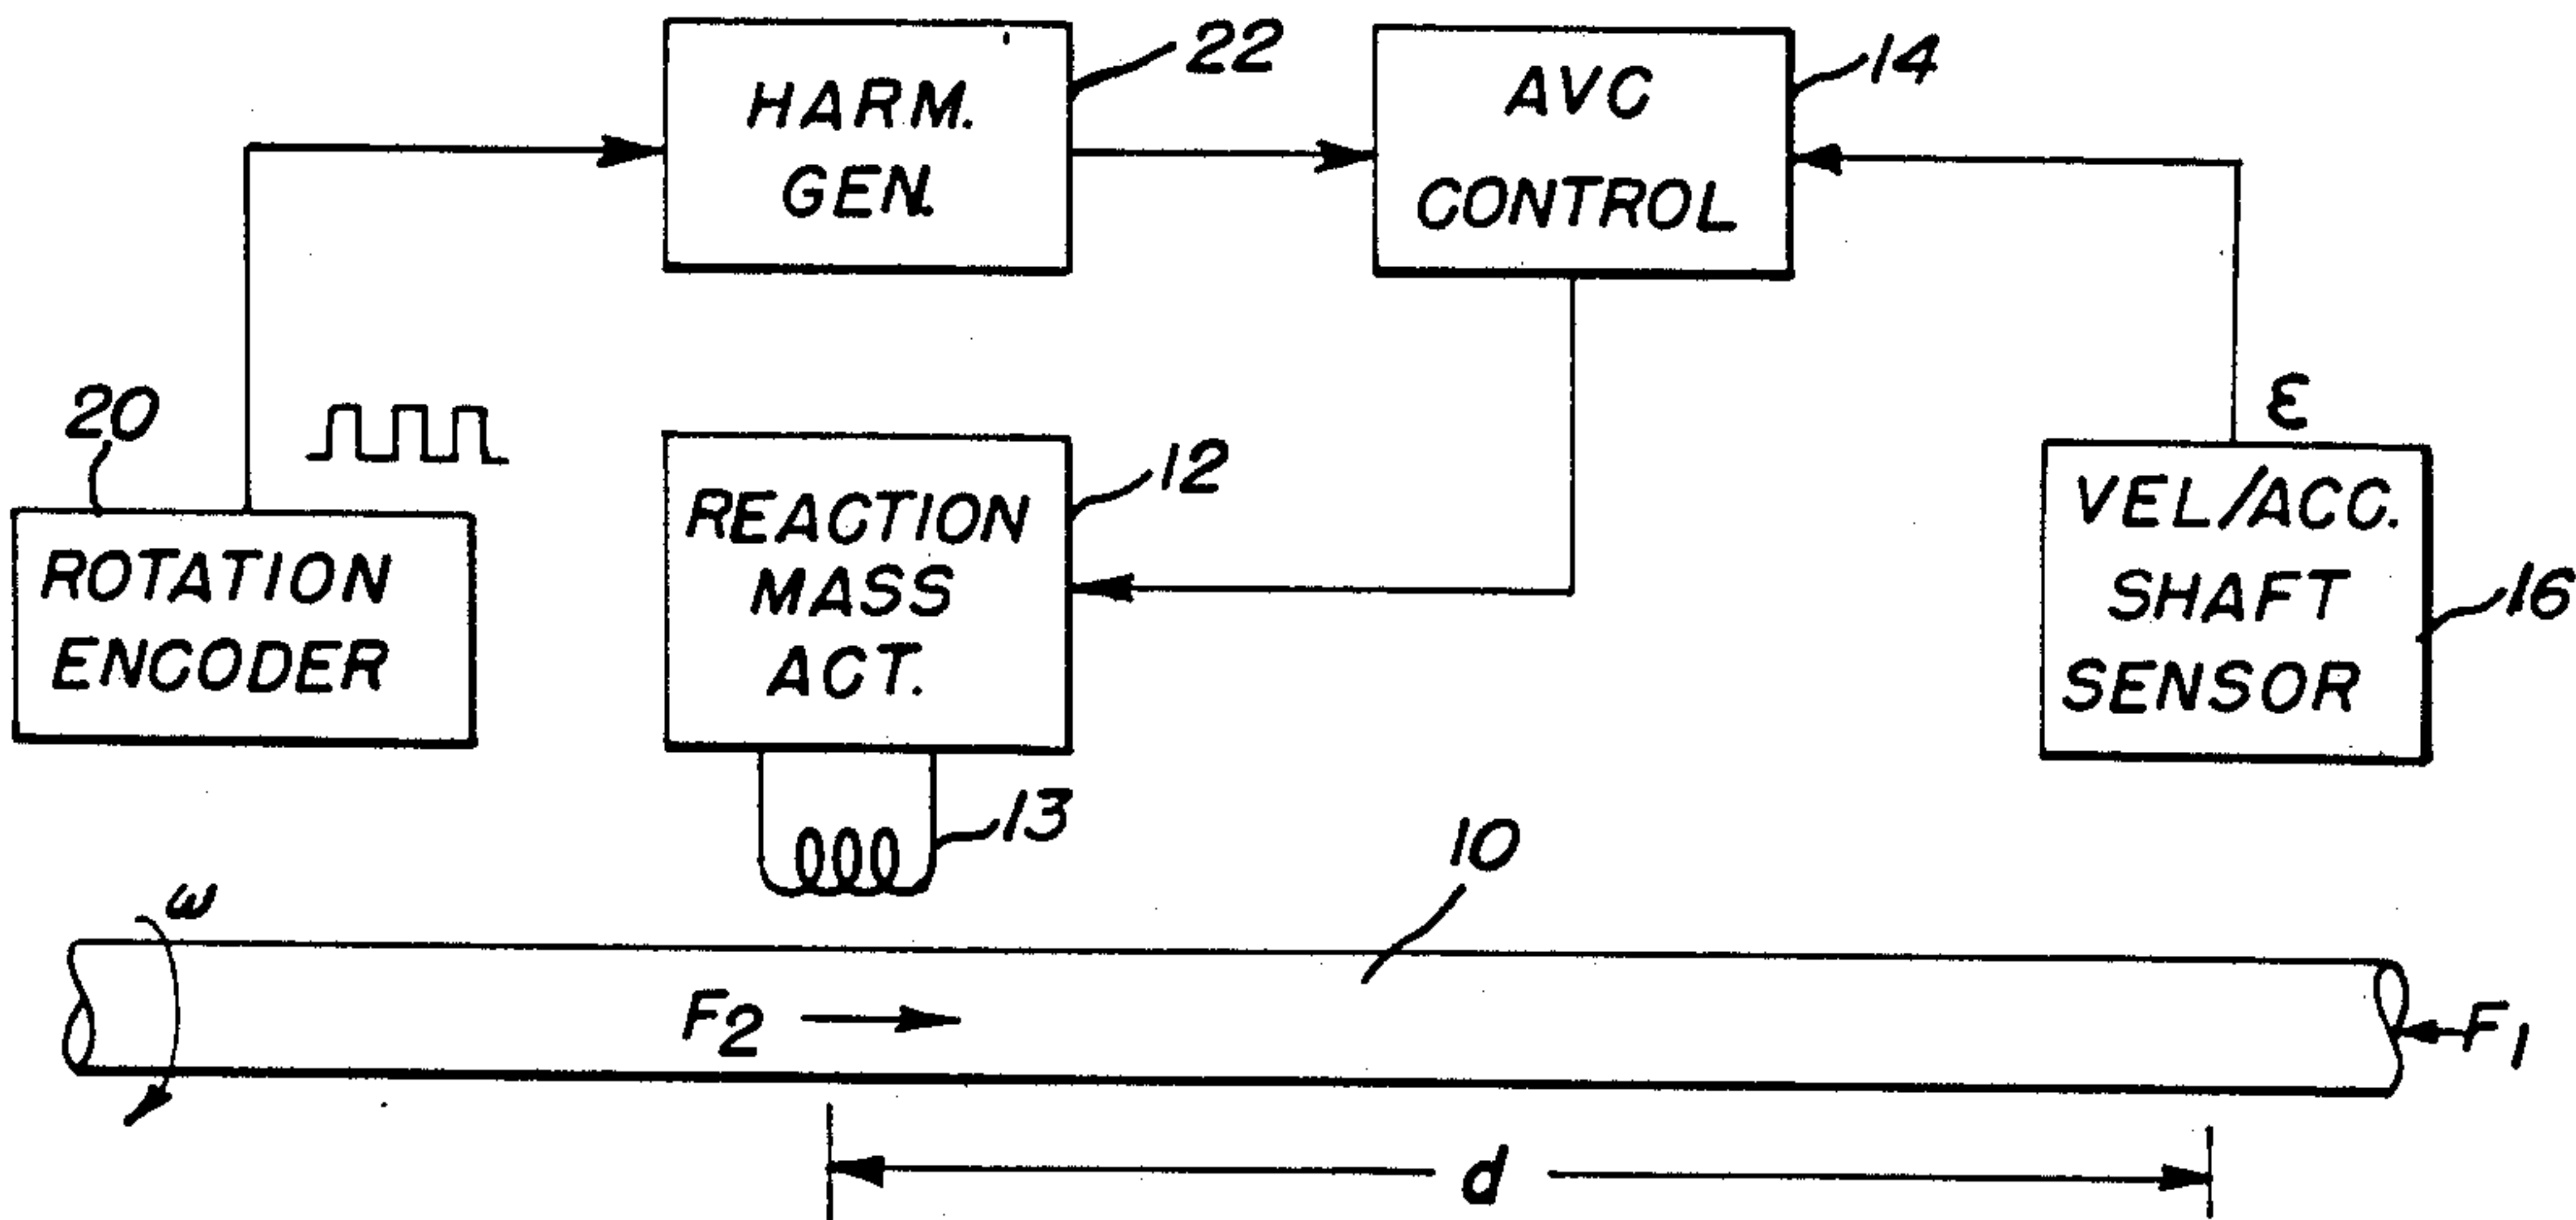 HARM.
GEN.
22
AVC
CONTROL
14
20
ROTATION
ENCODER
REACTION
MASS
ACT.
12
13
ε
VEL/ACC.
SHAFT
SENSOR
16
ω
10
F2
F1
d